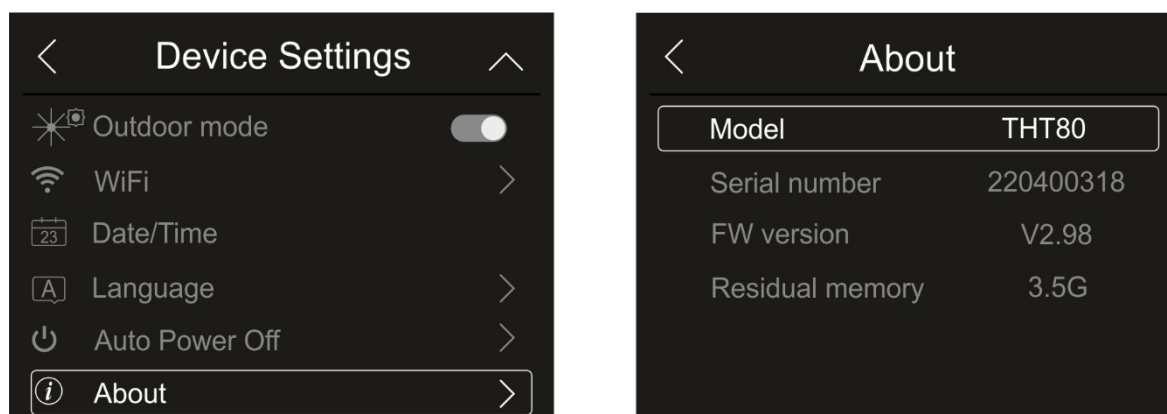 Device Settings
Outdoor mode
WiFi
23 Date/Time
A Language
Auto Power Off
i About
About
Model THT80
Serial number 220400318
FW version V2.98
Residual memory 3.5G